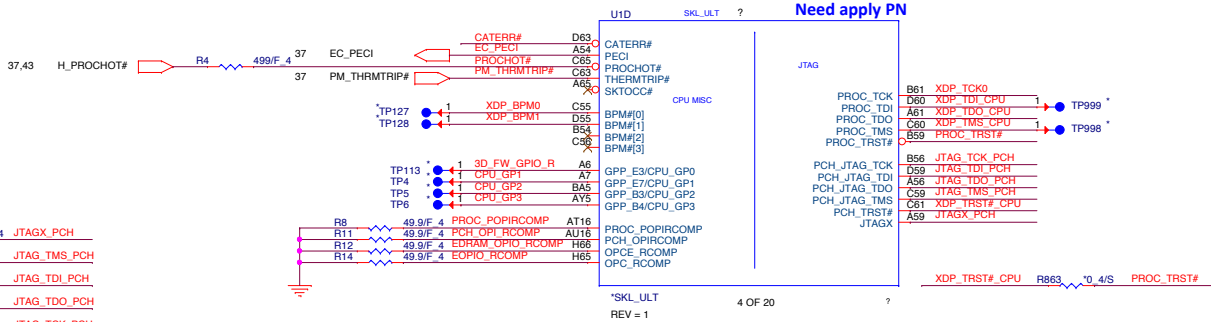 Need apply PN
U1D SKL_ULT ?
CATERR# D63 CATERR#
37 EC_PECI EC_PECI A54 PECI
37,43 H_PROCHOT# R4 499/F_4 PROCHOT# C65 PROCHOT#
37 PM_THRMTRIP# PM_THRMTRIP# C63 THERMTRIP#
A65 SKTOCC#
JTAG
CPU MISC
*TP127 1 XDP_BPM0 C55 BPM#[0]
*TP128 1 XDP_BPM1 D55 BPM#[1]
B54 BPM#[2]
C56 BPM#[3]
PROC_TCK B61 XDP_TCK0
PROC_TDI D60 XDP_TDI_CPU 1 TP999 *
PROC_TDO A61 XDP_TDO_CPU
PROC_TMS C60 XDP_TMS_CPU 1 TP998 *
PROC_TRST# B59 PROC_TRST#
TP113 * 1 3D_FW_GPIO_R A6 GPP_E3/CPU_GP0
TP4 * 1 CPU_GP1 A7 GPP_E7/CPU_GP1
TP5 * 1 CPU_GP2 BA5 GPP_B3/CPU_GP2
TP6 * 1 CPU_GP3 AY5 GPP_B4/CPU_GP3
PCH_JTAG_TCK B56 JTAG_TCK_PCH
PCH_JTAG_TDI D59 JTAG_TDI_PCH
PCH_JTAG_TDO A56 JTAG_TDO_PCH
PCH_JTAG_TMS C59 JTAG_TMS_PCH
PCH_TRST# C61 XDP_TRST#_CPU
JTAGX A59 JTAGX_PCH
R8 49.9/F_4 PROC_POPIRCOMP AT16 PROC_POPIRCOMP
R11 49.9/F_4 PCH_OPI_RCOMP AU16 PCH_OPIRCOMP
R12 49.9/F_4 EDRAM_OPIO_RCOMP H66 OPCE_RCOMP
R14 49.9/F_4 EOPIO_RCOMP H65 OPC_RCOMP
4 JTAGX_PCH
JTAG_TMS_PCH
JTAG_TDI_PCH
JTAG_TDO_PCH
XDP_TRST#_CPU R863 *0_4/S PROC_TRST#
*SKL_ULT 4 OF 20 ?
REV = 1